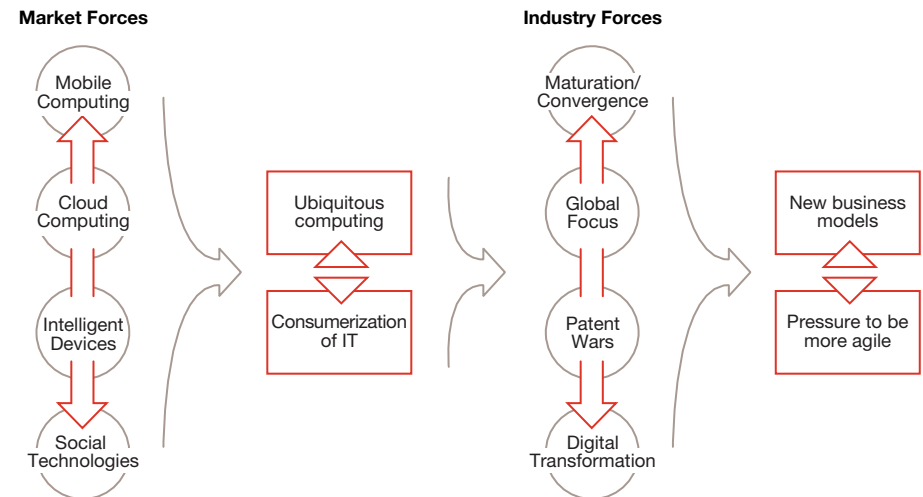 Market Forces
Mobile
Computing
Cloud
Computing
Intelligent
Devices
Social
Technologies
Ubiquitous
computing
Consumerization
of IT
Industry Forces
Maturation/
Convergence
Global
Focus
Patent
Wars
Digital
Transformation
New business
models
Pressure to be
more agile